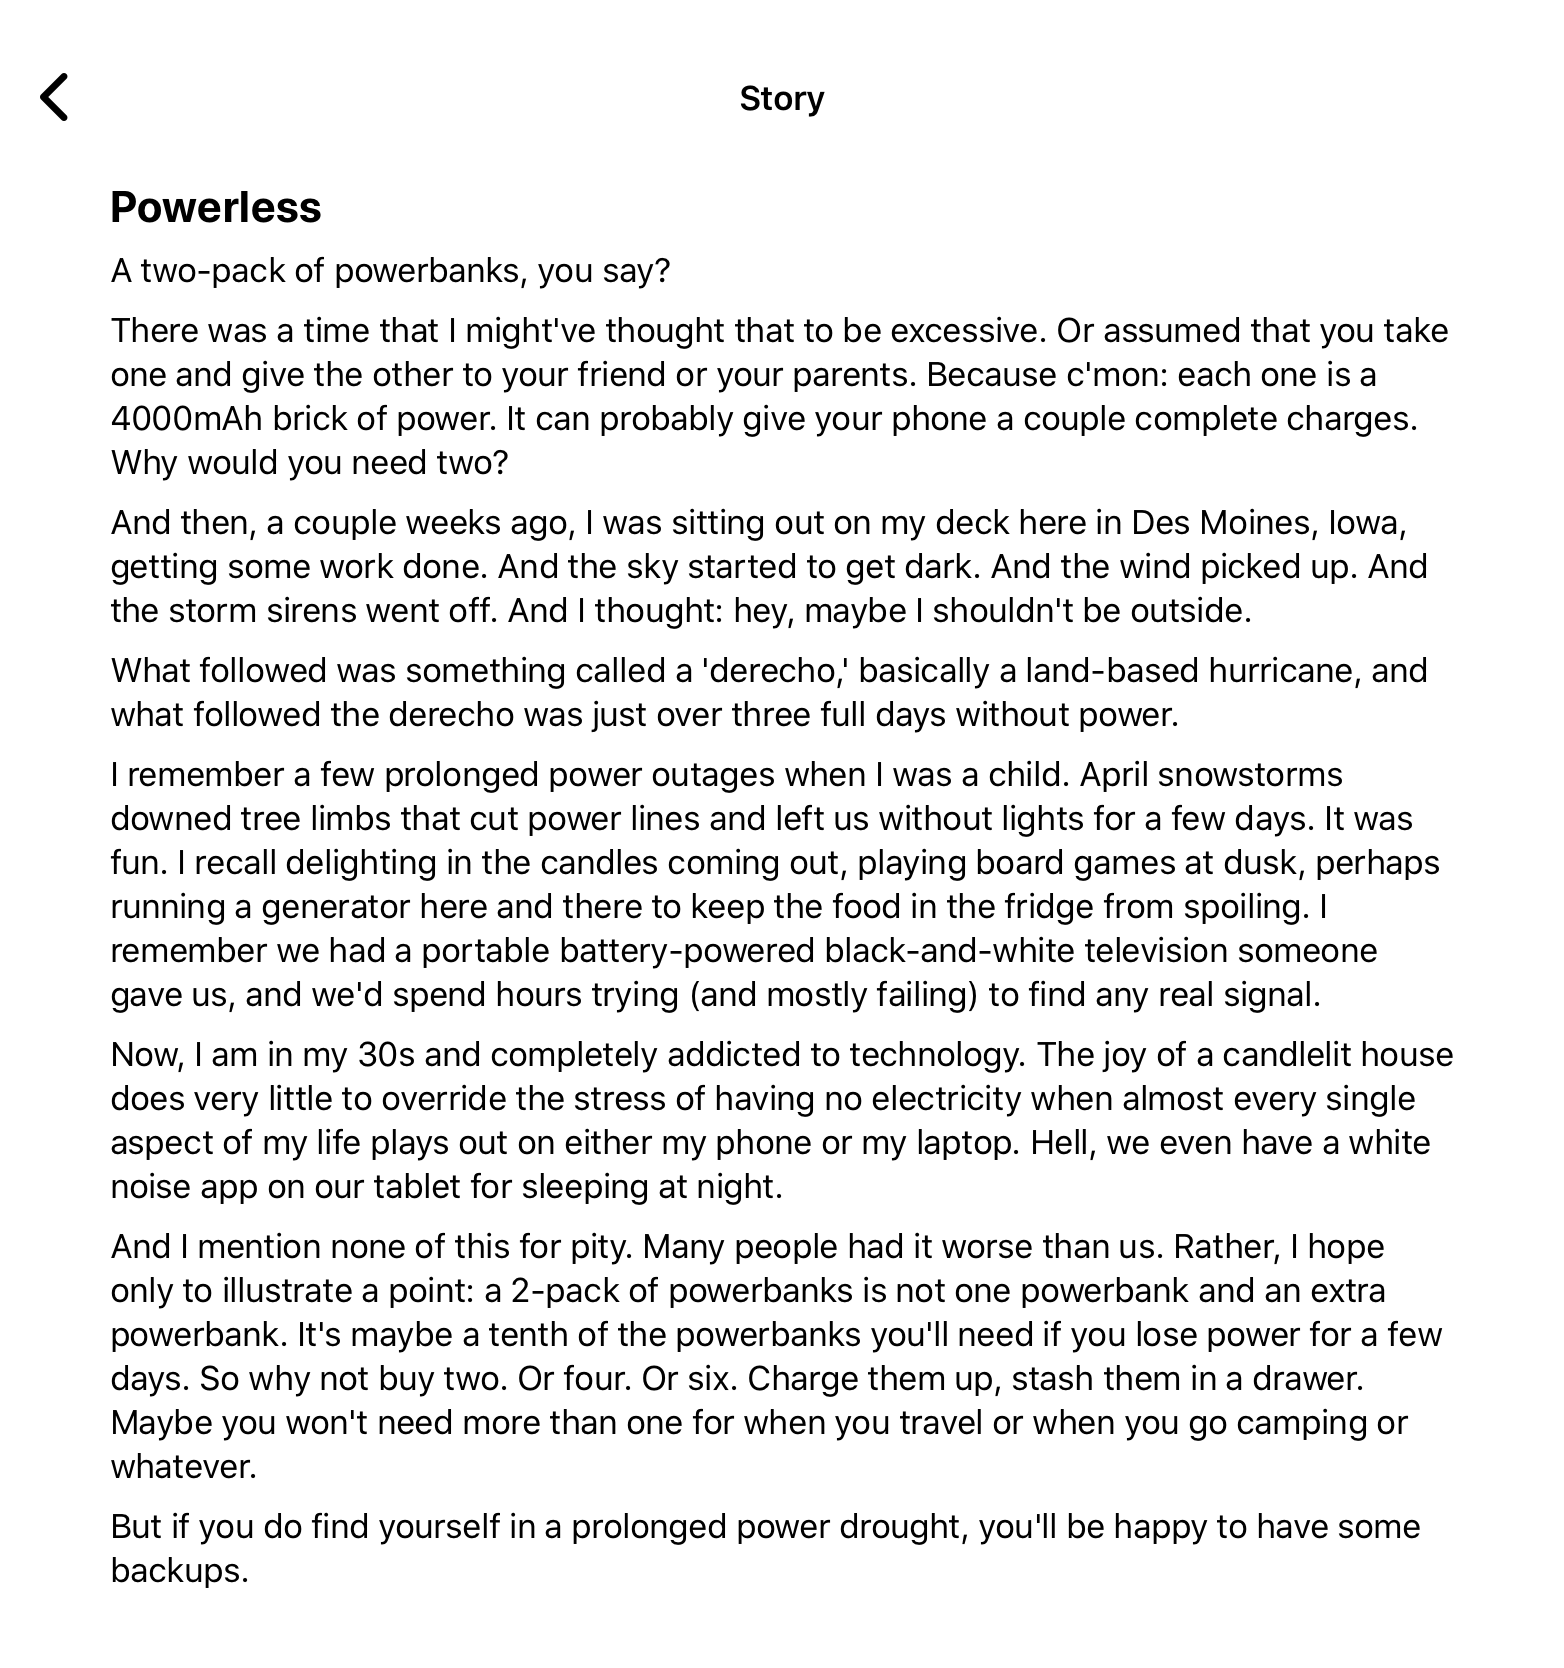 Story
Powerless
A two-pack of powerbanks, you say?
There was a time that I might've thought that to be excessive. Or assumed that you take
one and give the other to your friend or your parents. Because c'mon: each one is a
4000mAh brick of power. It can probably give your phone a couple complete charges.
Why would you need two?
And then, a couple weeks ago, I was sitting out on my deck here in Des Moines, Iowa,
getting some work done. And the sky started to get dark. And the wind picked up. And
the storm sirens went off. And I thought: hey, maybe I shouldn't be outside.
What followed was something called a 'derecho,' basically a land-based hurricane, and
what followed the derecho was just over three full days without power.
I remember a few prolonged power outages when I was a child. April snowstorms
downed tree limbs that cut power lines and left us without lights for a few days. It was
fun. I recall delighting in the candles coming out, playing board games at dusk, perhaps
running a generator here and there to keep the food in the fridge from spoiling. I
remember we had a portable battery-powered black-and-white television someone
gave us, and we'd spend hours trying (and mostly failing) to find any real signal.
Now, I am in my 30s and completely addicted to technology. The joy of a candlelit house
does very little to override the stress of having no electricity when almost every single
aspect of my life plays out on either my phone or my laptop. Hell, we even have a white
noise app on our tablet for sleeping at night.
And I mention none of this for pity. Many people had it worse than us. Rather, I hope
only to illustrate a point: a 2-pack of powerbanks is not one powerbank and an extra
powerbank. It's maybe a tenth of the powerbanks you'll need if you lose power for a few
days. So why not buy two. Or four. Or six. Charge them up, stash them in a drawer.
Maybe you won't need more than one for when you travel or when you go camping or
whatever.
But if you do find yourself in a prolonged power drought, you'll be happy to have some
backups.